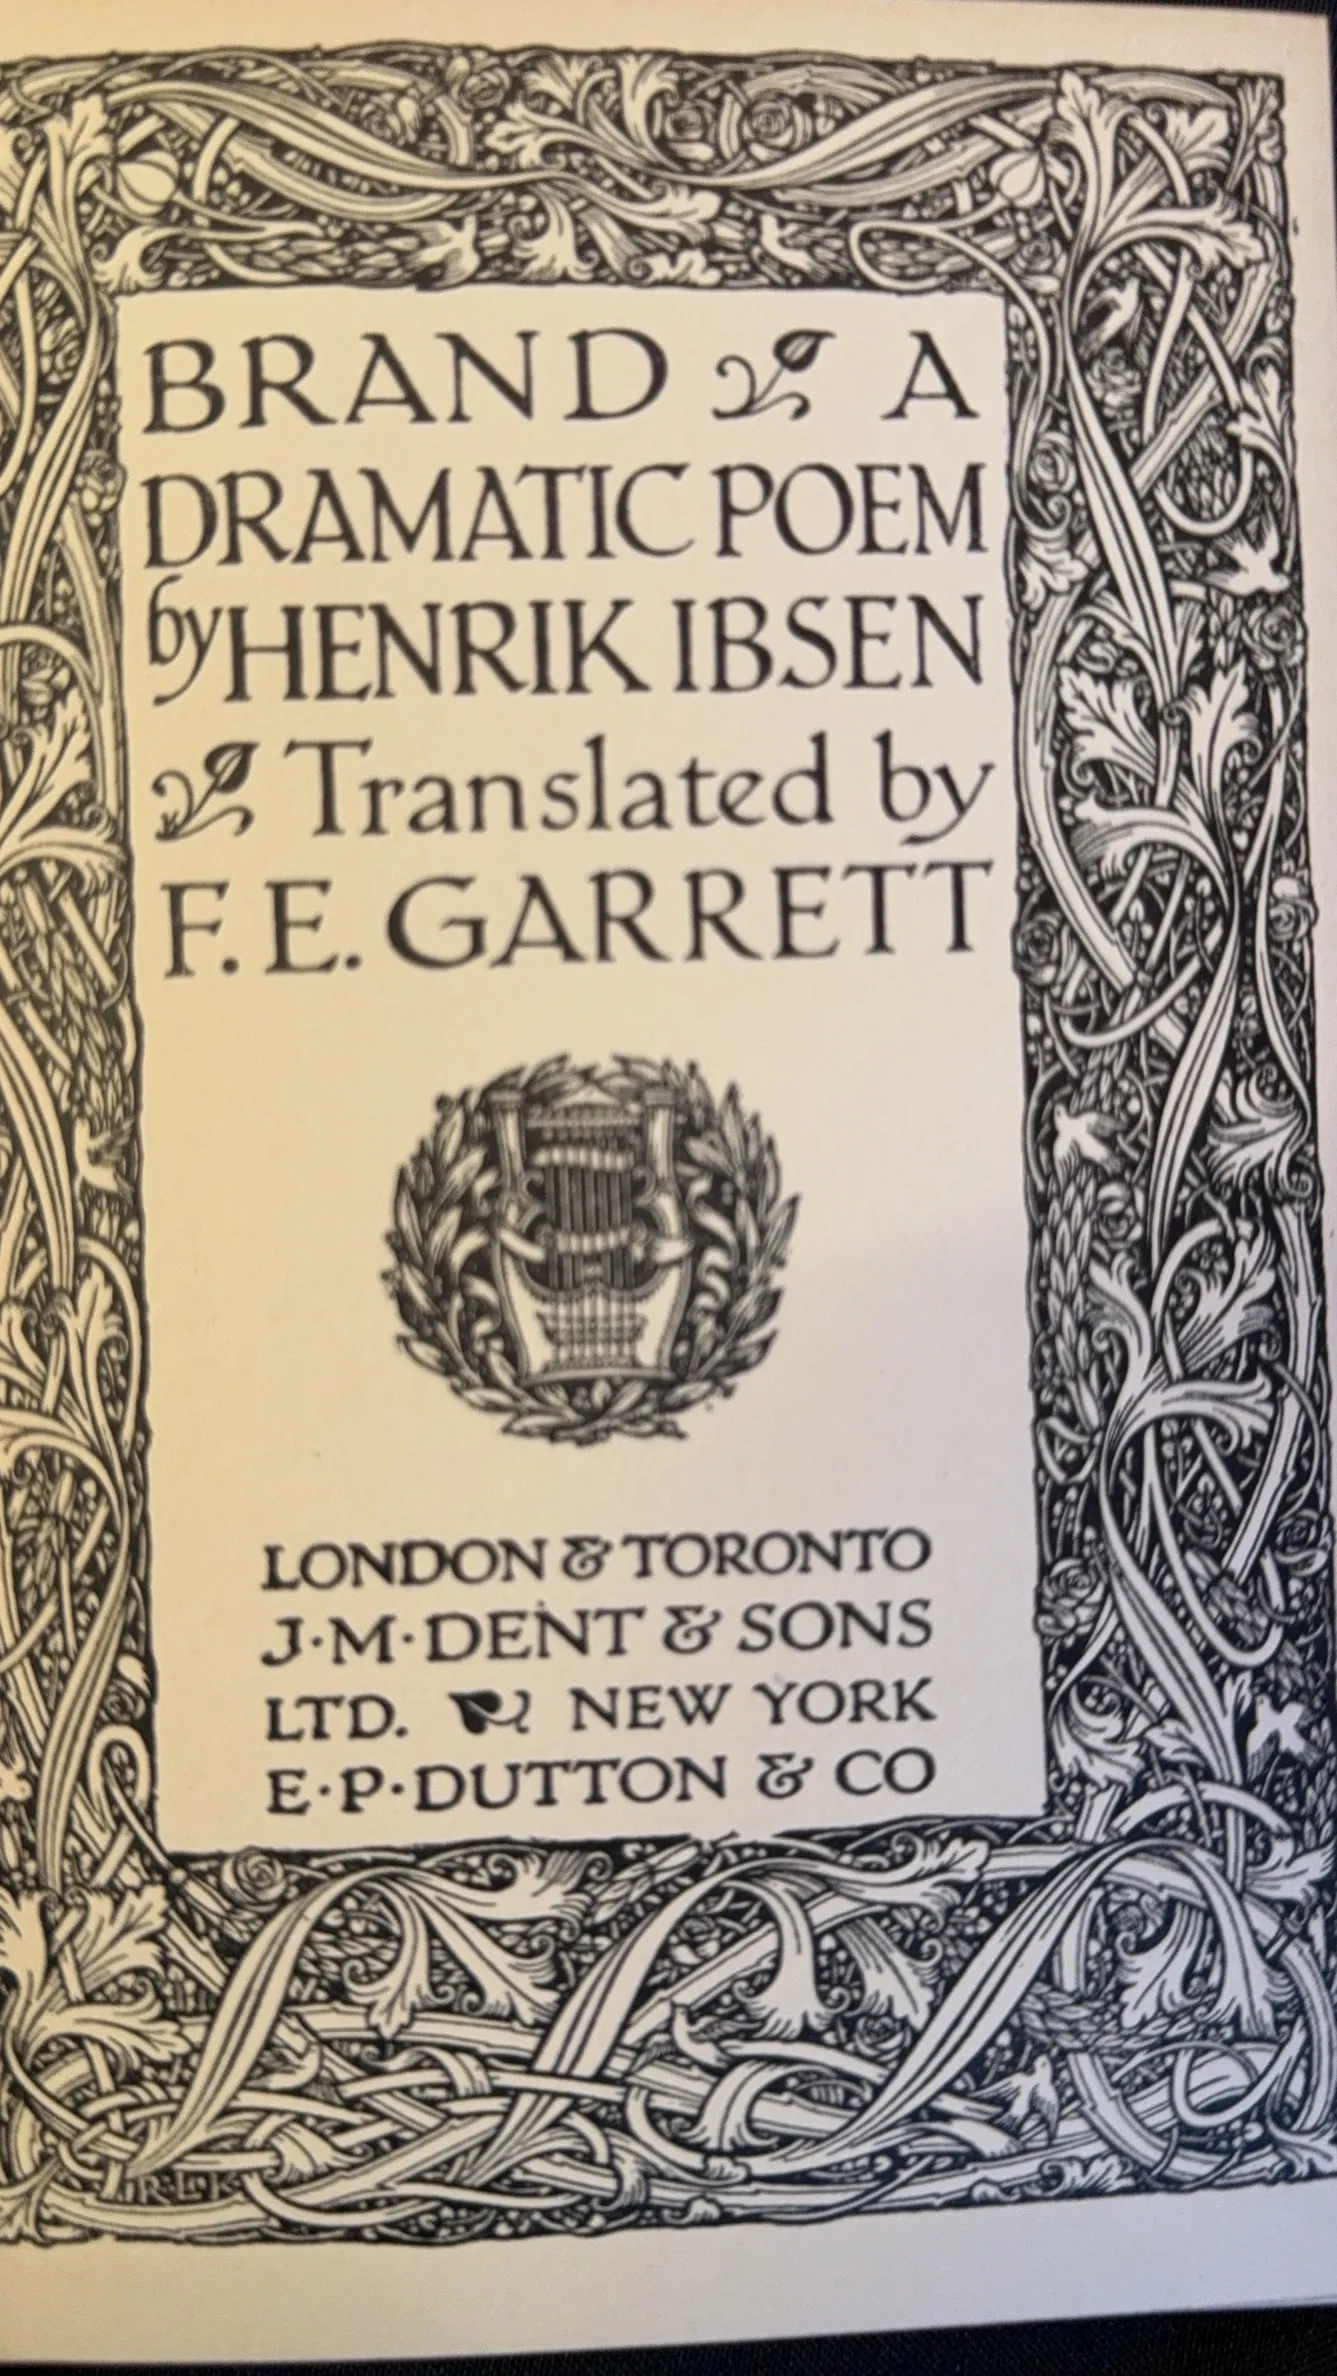 BRAND A
DRAMATIC POEM
by HENRIK IBSEN
Translated by
F. E. GARRETT
LONDON & TORONTO
J·M·DENT & SONS
LTD. NEW YORK
E·P·DUTTON & CO